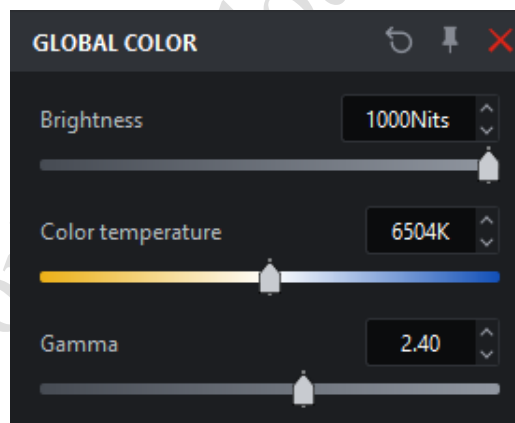 GLOBAL COLOR
Brightness 1000Nits
Color temperature 6504K
Gamma 2.40